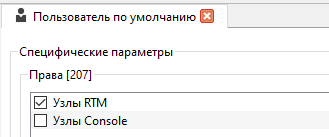 Пользователь по умолчанию
Специфические параметры
Права [207]
Узлы RTM
Узлы Console